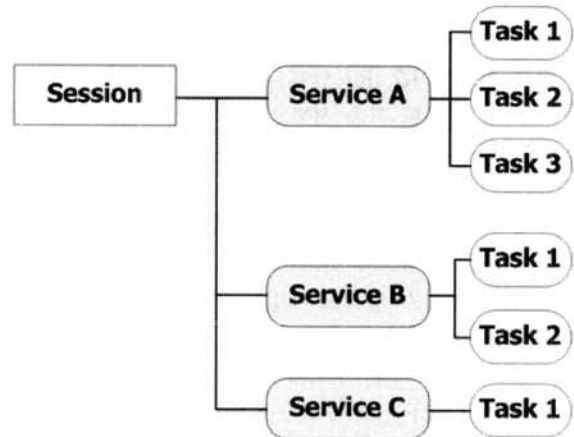 Session
Service A
Task 1
Task 2
Task 3
Service B
Task 1
Task 2
Service C
Task 1